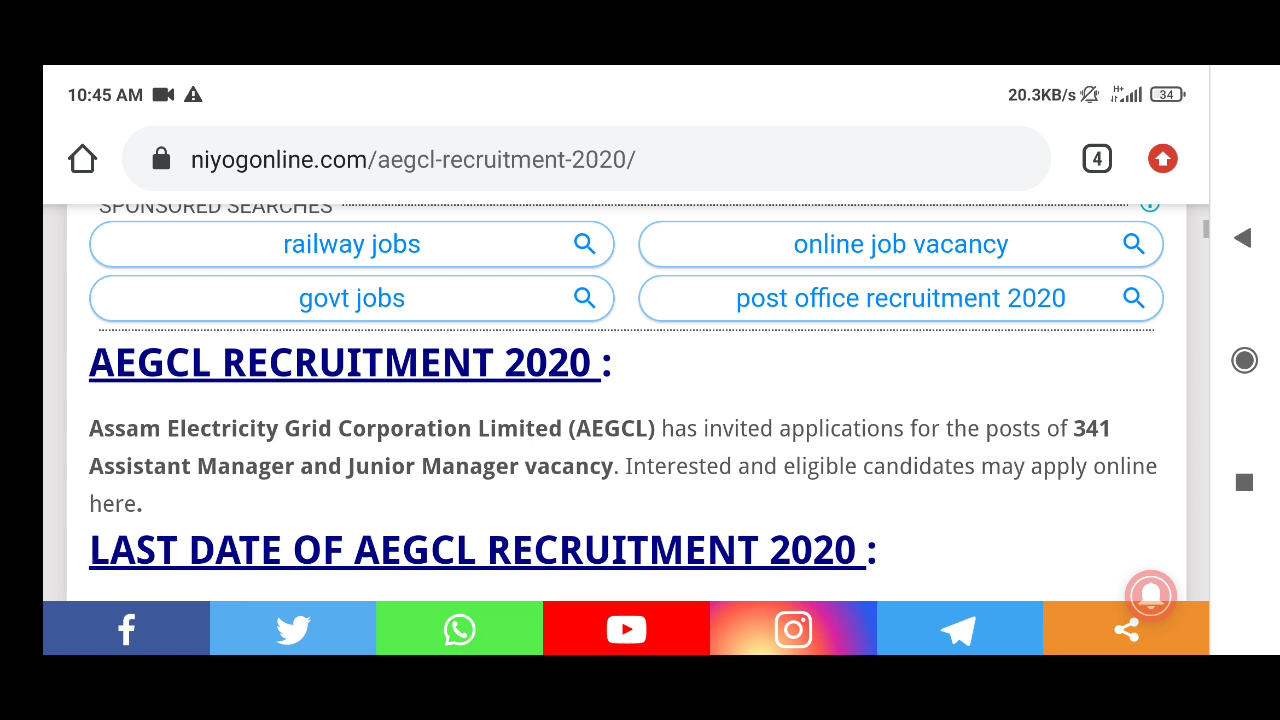 10:45 AM
20.3KB/s H+ 34
niyogonline.com/aegcl-recruitment-2020/
4
SPONSORED SEARCHES
railway jobs
online job vacancy
govt jobs
post office recruitment 2020
AEGCL RECRUITMENT 2020 :
Assam Electricity Grid Corporation Limited (AEGCL) has invited applications for the posts of 341
Assistant Manager and Junior Manager vacancy. Interested and eligible candidates may apply online
here.
LAST DATE OF AEGCL RECRUITMENT 2020 :